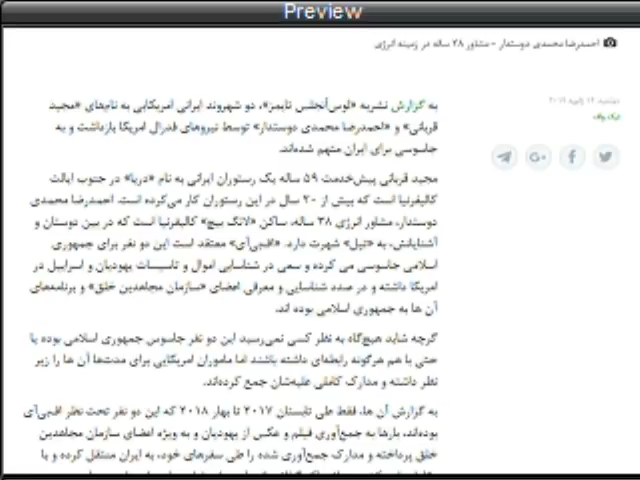 Preview
احمدرضا محمدی دوستدار - مشاور ۳۸ ساله در زمینه انرژی
به گزارش نشریه «لوس‌آنجلس تایمز»، دو شهروند ایرانی آمریکایی به نام‌های «مجید
قربانی» و «احمدرضا محمدی دوستدار» توسط نیروهای فدرال امریکا بازداشت و به
جاسوسی برای ایران متهم شده‌اند.
مجید قربانی پیش‌خدمت ۵۹ ساله یک رستوران ایرانی به نام «دریا» در جنوب ایالت
کالیفرنیا است که بیش از ۲۰ سال در این رستوران کار می‌کرده است. احمدرضا محمدی
دوستدار، مشاور انرژی ۳۸ ساله، ساکن «لانگ بیچ» کالیفرنیا است که در بین دوستان و
آشنایانش، به «تیل» شهرت دارد. «اف‌بی‌آی» معتقد است این دو نفر برای جمهوری
اسلامی جاسوسی می کرده و سعی در شناسایی اموال و تاسیسات یهودیان و اسراییل در
امریکا داشته و در صدد شناسایی و معرفی اعضای «سازمان مجاهدین خلق» و برنامه‌های
آن ها به جمهوری اسلامی بوده اند.
گرچه شاید هیچ‌گاه به نظر کسی نمی‌رسید این دو نفر جاسوس جمهوری اسلامی بوده یا
حتی با هم هرگونه رابطه‌ای داشته باشند اما ماموران امریکایی برای مدت‌ها آن ها را زیر
نظر داشته و مدارک کاملی علیه‌شان جمع کرده‌اند.
به گزارش آن ها، فقط طی تابستان ۲۰۱۷ تا بهار ۲۰۱۸ که این دو نفر تحت نظر اف‌بی‌آی
بوده‌اند، بارها به جمع‌آوری فیلم و عکس از یهودیان و به ویژه اعضای سازمان مجاهدین
خلق پرداخته و مدارک جمع‌آوری شده را طی سفرهای خود، به ایران منتقل کرده و یا